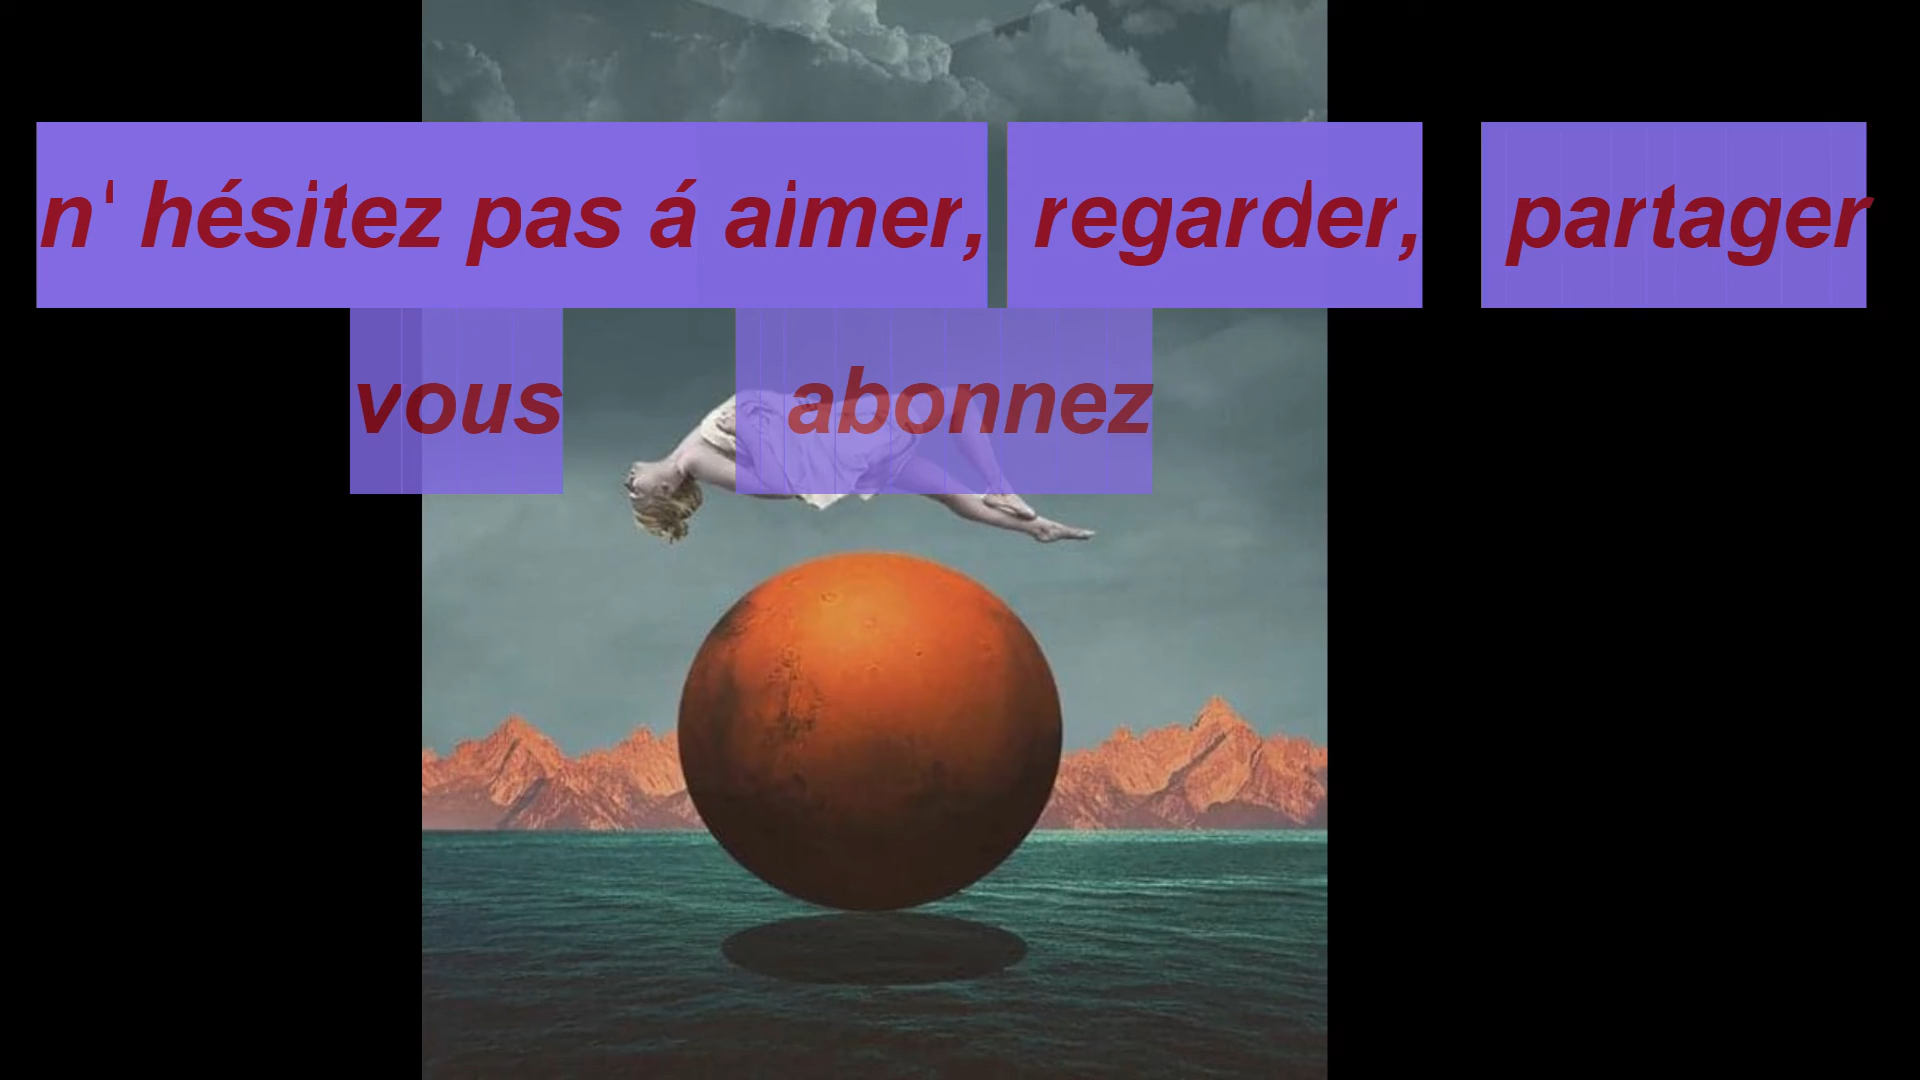 n' hésitez pas á aimer, regarder, partager
vous abonnez